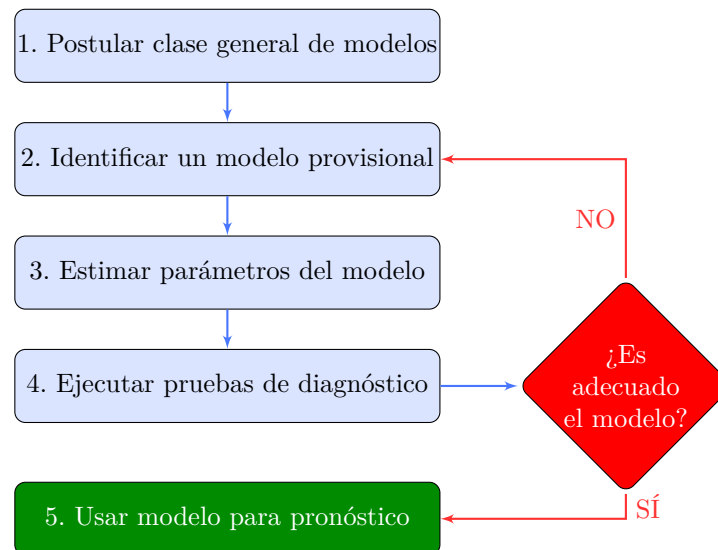 1. Postular clase general de modelos
2. Identificar un modelo provisional
NO
3. Estimar parámetros del modelo
¿Es
adecuado
el modelo?
4. Ejecutar pruebas de diagnóstico
SÍ
5. Usar modelo para pronóstico